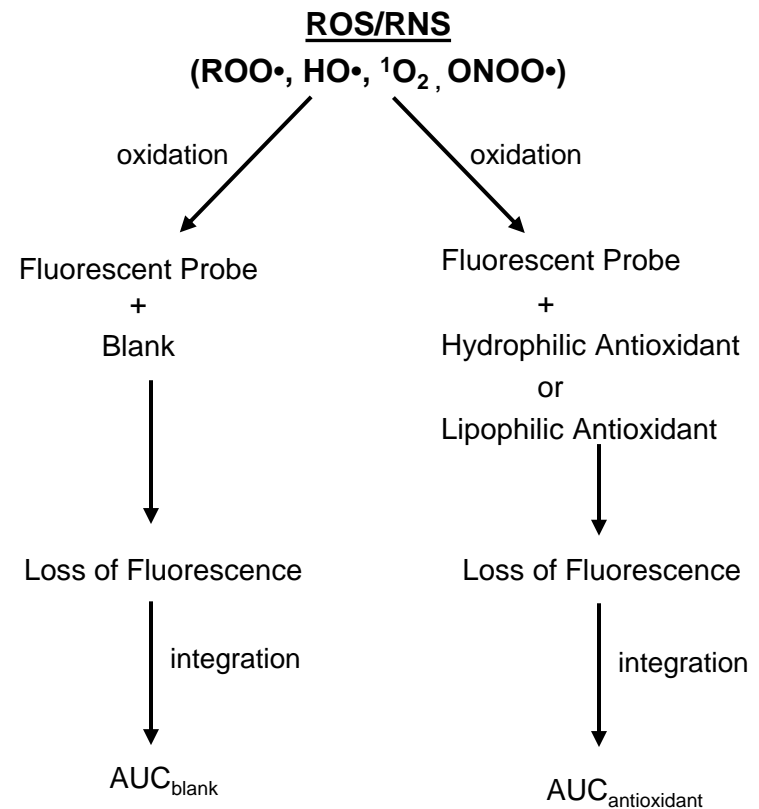 ROS/RNS
(ROO•, HO•, ¹O₂ , ONOO•)
oxidation
oxidation
Fluorescent Probe
+
Blank
Fluorescent Probe
+
Hydrophilic Antioxidant
or
Lipophilic Antioxidant
Loss of Fluorescence
Loss of Fluorescence
integration
integration
AUCblank
AUCantioxidant